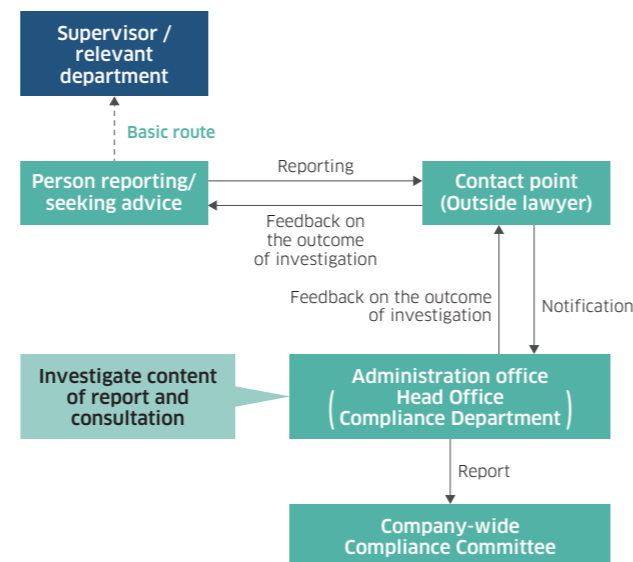 Supervisor /
relevant
department
Basic route
Person reporting/
seeking advice
Reporting
Contact point
(Outside lawyer)
Feedback on
the outcome
of investigation
Feedback on the outcome
of investigation
Notification
Investigate content
of report and
consultation
Administration office
(Head Office
Compliance Department)
Report
Company-wide
Compliance Committee